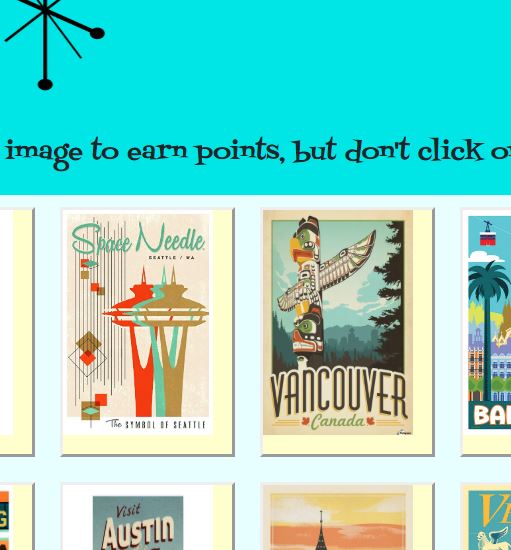 image to earn points, but don't click
Space Needle
SEATTLE / WA
The SYMBOL OF SEATTLE
VANCOUVER
Canada
BA
G
Visit
AUSTIN
VI